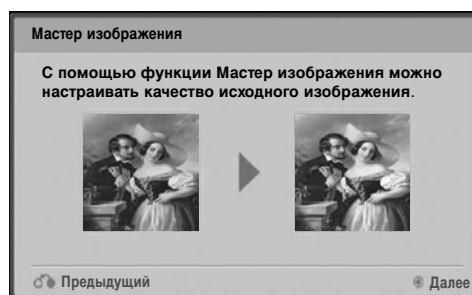 Мастер изображения
С помощью функции Мастер изображения можно
настраивать качество исходного изображения.
Предыдущий
Далее